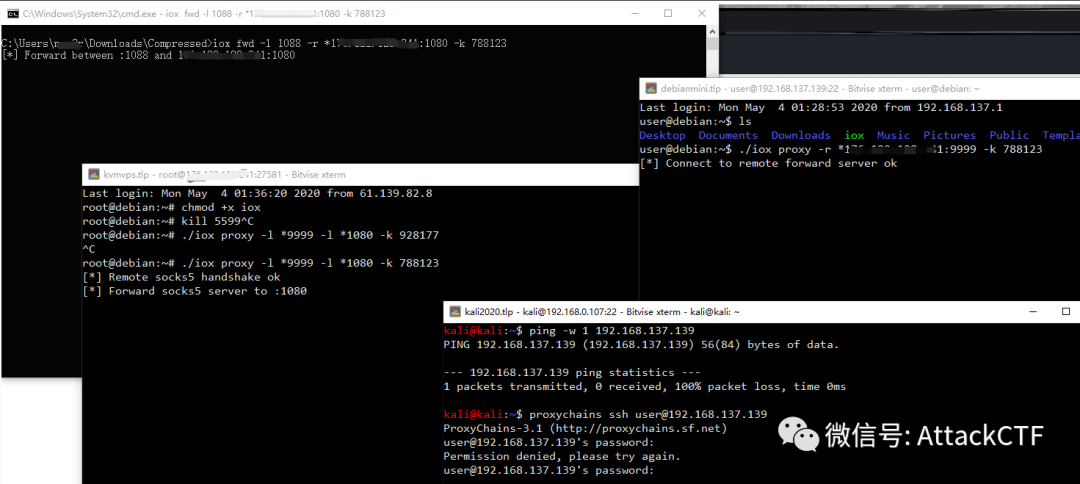 C:\Windows\System32\cmd.exe - iox fwd -l 1088 -r *1 :1080 -k 788123
C:\Users\ \Downloads\Compressed>iox fwd -l 1088 -r *1 :1080 -k 788123
[*] Forward between :1088 and 1 :1080
debianmini.tlp - user@192.168.137.139:22 - Bitvise xterm - user@debian: ~
Last login: Mon May 4 01:28:53 2020 from 192.168.137.1
user@debian:~$ ls
Desktop Documents Downloads iox Music Pictures Public Templa
user@debian:~$ ./iox proxy -r * :9999 -k 788123
[*] Connect to remote forward server ok
kvmvps.tlp - root@ :27581 - Bitvise xterm
Last login: Mon May 4 01:36:20 2020 from 61.139.82.8
root@debian:~# chmod +x iox
root@debian:~# kill 5599^C
root@debian:~# ./iox proxy -l *9999 -l *1080 -k 928177
^C
root@debian:~# ./iox proxy -l *9999 -l *1080 -k 788123
[*] Remote socks5 handshake ok
[*] Forward socks5 server to :1080
kali2020.tlp - kali@192.168.0.107:22 - Bitvise xterm - kali@kali: ~
kali@kali:~$ ping -w 1 192.168.137.139
PING 192.168.137.139 (192.168.137.139) 56(84) bytes of data.
--- 192.168.137.139 ping statistics ---
1 packets transmitted, 0 received, 100% packet loss, time 0ms
kali@kali:~$ proxychains ssh user@192.168.137.139
ProxyChains-3.1 (http://proxychains.sf.net)
user@192.168.137.139's password:
Permission denied, please try again.
user@192.168.137.139's password:
微信号: AttackCTF